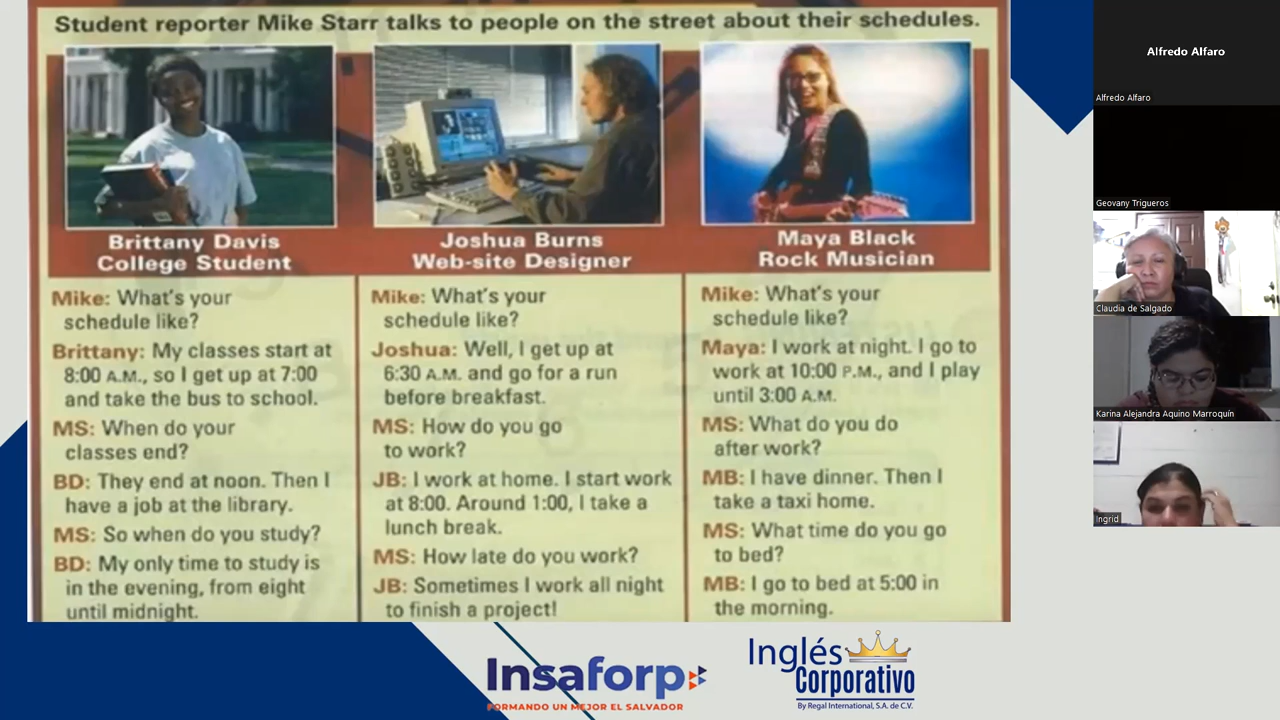 Student reporter Mike Starr talks to people on the street about their schedules.
Brittany Davis
College Student
Mike: What's your
schedule like?
Brittany: My classes start at
8:00 A.M., so I get up at 7:00
and take the bus to school.
MS: When do your
classes end?
BD: They end at noon. Then I
have a job at the library.
MS: So when do you study?
BD: My only time to study is
in the evening, from eight
until midnight.
Joshua Burns
Web-site Designer
Mike: What's your
schedule like?
Joshua: Well, I get up at
6:30 A.M. and go for a run
before breakfast.
MS: How do you go
to work?
JB: I work at home. I start work
at 8:00. Around 1:00, I take a
lunch break.
MS: How late do you work?
JB: Sometimes I work all night
to finish a project!
Maya Black
Rock Musician
Mike: What's your
schedule like?
Maya: I work at night. I go to
work at 10:00 P.M., and I play
until 3:00 A.M.
MS: What do you do
after work?
MB: I have dinner. Then I
take a taxi home.
MS: What time do you go
to bed?
MB: I go to bed at 5:00 in
the morning.
Insaforp
FORMANDO UN MEJOR EL SALVADOR
Inglés
Corporativo
By Regal International, S.A. de C.V.
Alfredo Alfaro
Alfredo Alfaro
Geovany Trigueros
Claudia de Salgado
Karina Alejandra Aquino Marroquín
Ingrid